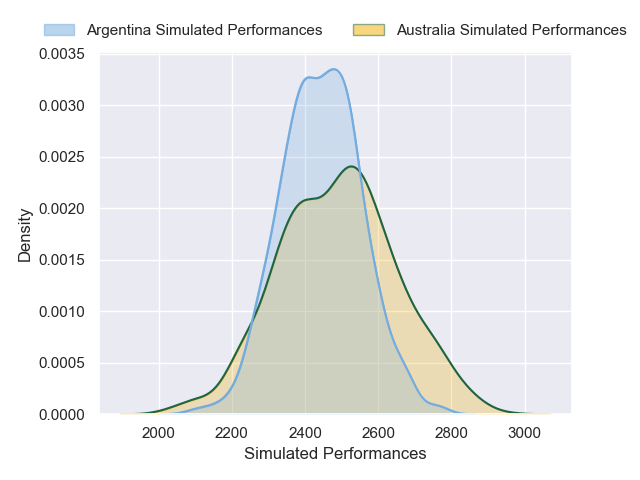 Argentina Simulated Performances Australia Simulated Performances
0.0035
0.0030
0.0025
0.0020
0.0015
0.0010
0.0005
0.0000
Density
2000 2200 2400 2600 2800 3000
Simulated Performances